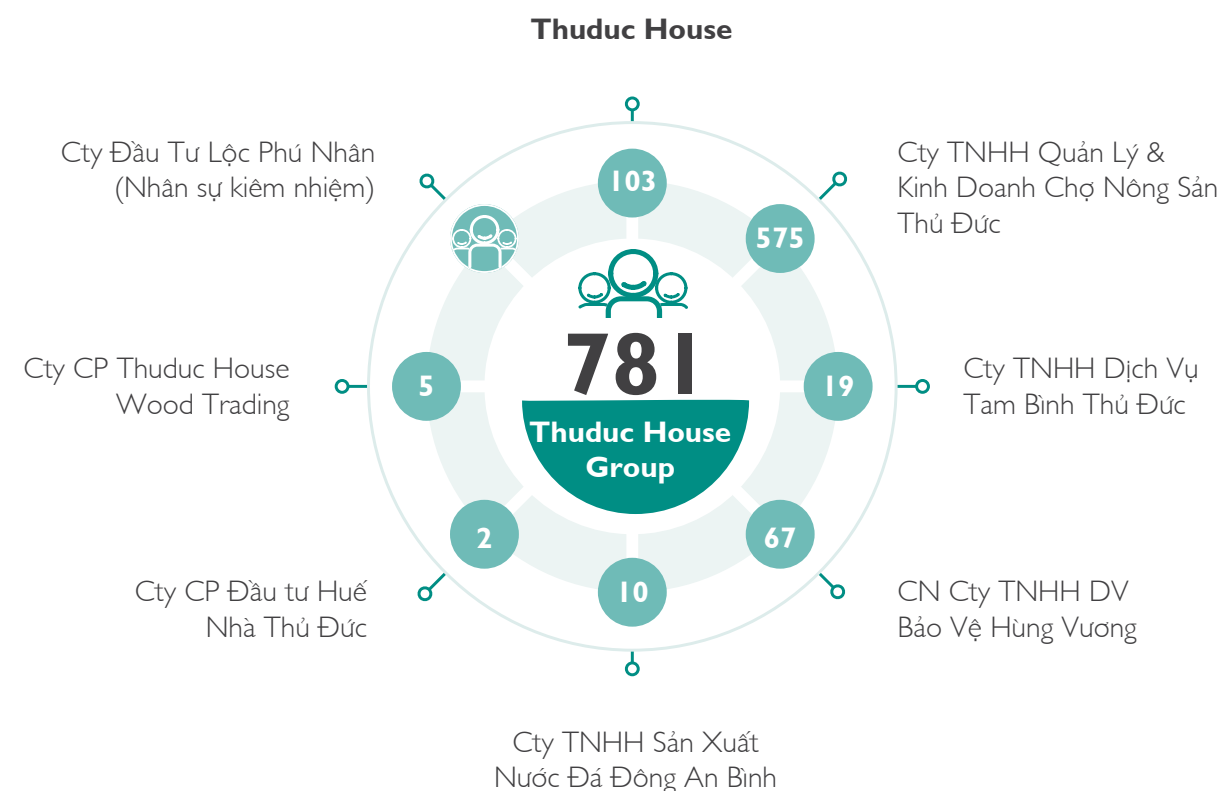 Thuduc House
103
Cty TNHH Quản Lý &
Kinh Doanh Chợ Nông Sản
Thủ Đức
575
Cty TNHH Dịch Vụ
Tam Bình Thủ Đức
19
CN Cty TNHH DV
Bảo Vệ Hùng Vương
67
Cty TNHH Sản Xuất
Nước Đá Đông An Bình
10
Cty CP Đầu tư Huế
Nhà Thủ Đức
2
Cty CP Thuduc House
Wood Trading
5
Cty Đầu Tư Lộc Phú Nhân
(Nhân sự kiêm nhiệm)
781
Thuduc House
Group